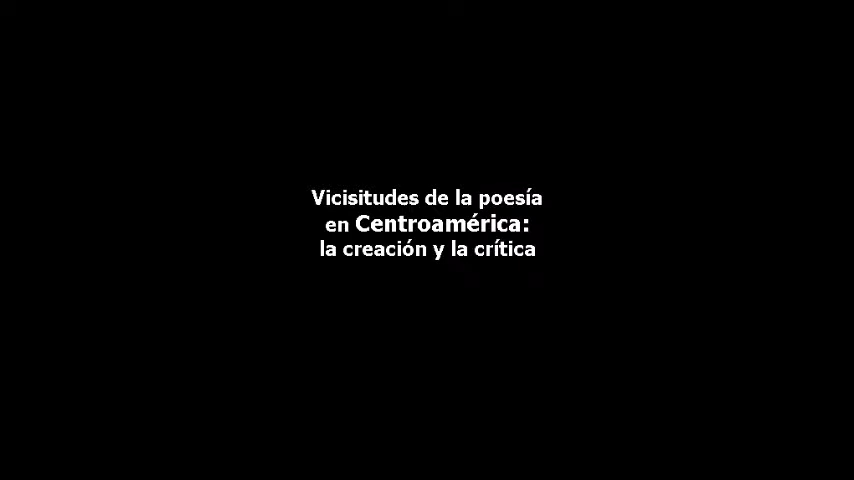 Vicisitudes de la poesía
en Centroamérica:
la creación y la crítica